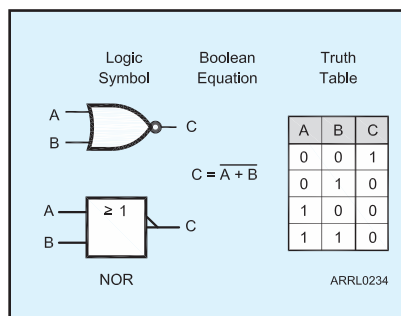 Logic Symbol
Boolean Equation
Truth Table
A
B
C
C = \overline{A + B}
A
B
≥ 1
C
NOR
A B C
0 0 1
0 1 0
1 0 0
1 1 0
ARRL0234